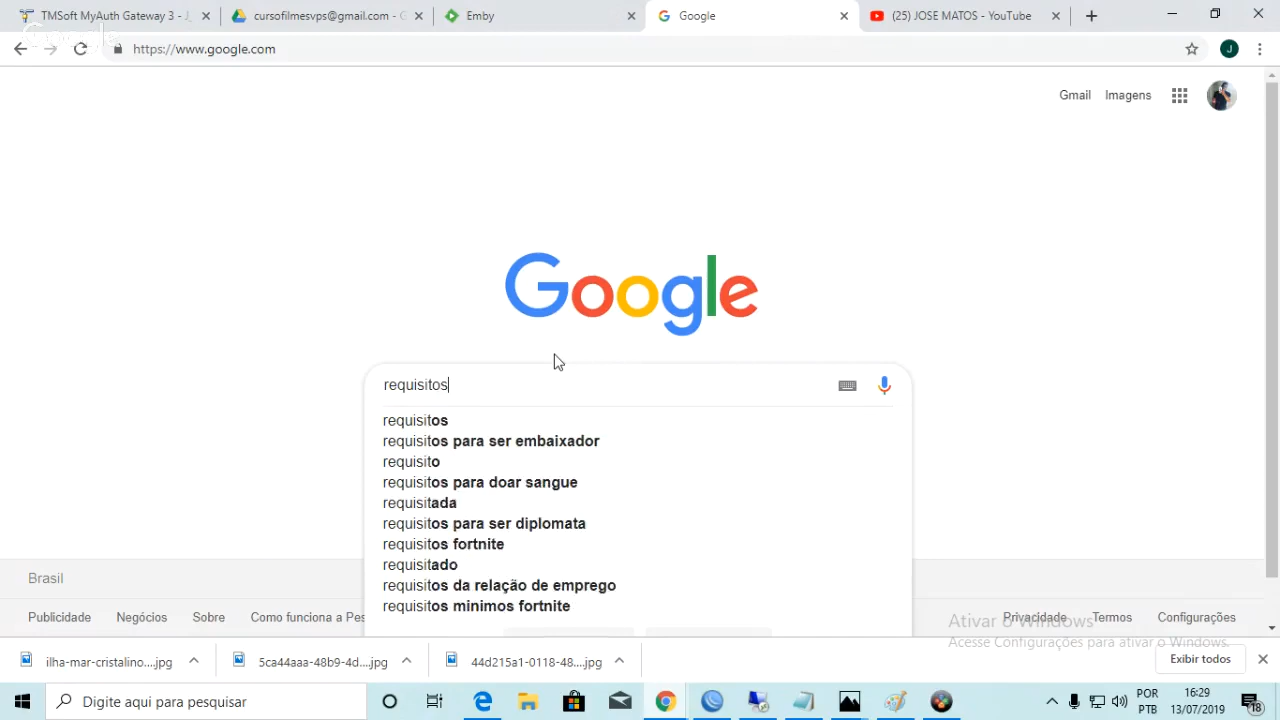 TMSoft MyAuth Gateway 3 - J
cursofilmesvps@gmail.com - G
Emby
Google
(25) JOSE MATOS - YouTube
https://www.google.com
Gmail
Imagens
Google
requisitos
requisitos
requisitos para ser embaixador
requisito
requisitos para doar sangue
requisitada
requisitos para ser diplomata
requisitos fortnite
requisitado
requisitos da relação de emprego
requisitos minimos fortnite
Brasil
Publicidade
Negócios
Sobre
Como funciona a Pes
Privacidade
Termos
Configurações
Ativar o Windows
Acesse Configurações para ativar o Windows.
ilha-mar-cristalino....jpg
5ca44aaa-48b9-4d....jpg
44d215a1-0118-48....jpg
Exibir todos
Digite aqui para pesquisar
POR
PTB
16:29
13/07/2019
18